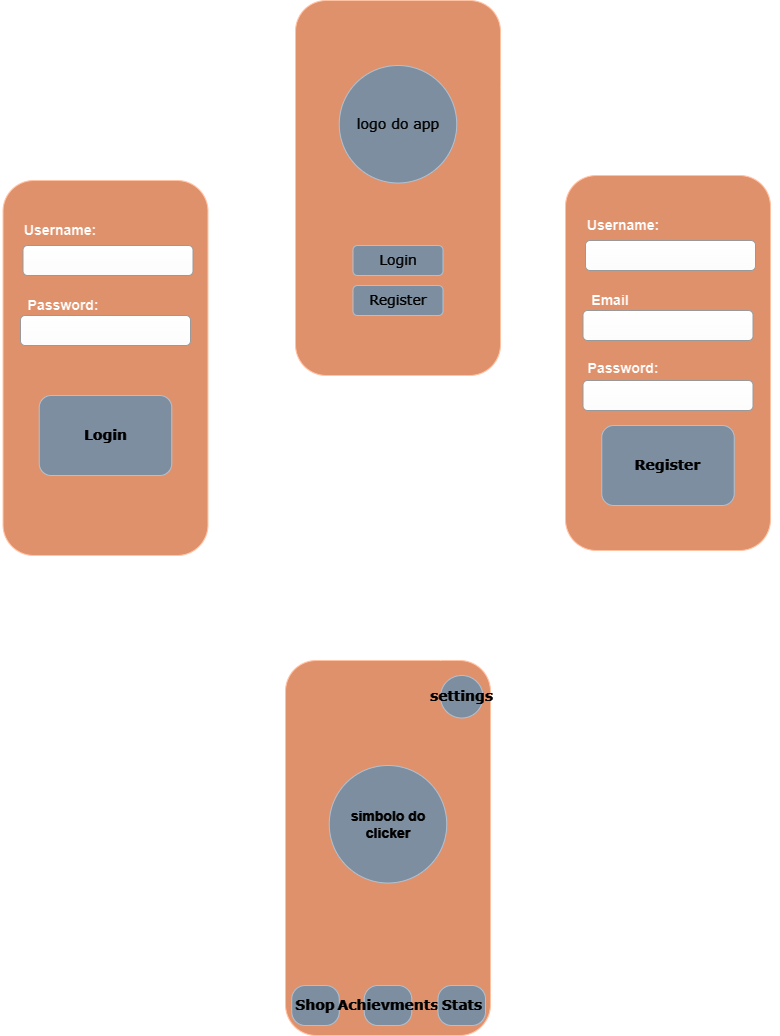 logo do app
Login
Register
Username:
Password:
Login
Username:
Email
Password:
Register
settings
simbolo do
clicker
Shop
Achievments
Stats